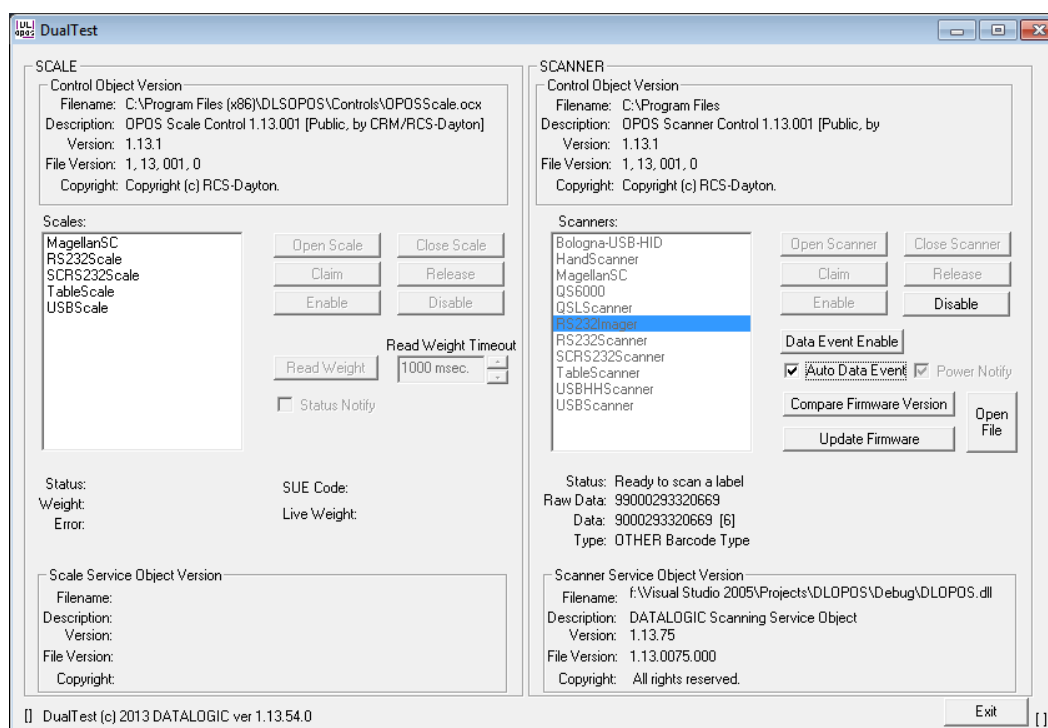 UL
opos
DualTest
SCALE
Control Object Version
Filename: C:\Program Files (x86)\DLSOPOS\Controls\OPOSScale.ocx
Description: OPOS Scale Control 1.13.001 [Public, by CRM/RCS-Dayton]
Version: 1.13.1
File Version: 1, 13, 001, 0
Copyright: Copyright (c) RCS-Dayton.
Scales:
MagellanSC
RS232Scale
SCRS232Scale
TableScale
USBScale
Open Scale
Close Scale
Claim
Release
Enable
Disable
Read Weight Timeout
Read Weight
1000 msec.
Status Notify
Status:
Weight:
Error:
SUE Code:
Live Weight:
Scale Service Object Version
Filename:
Description:
Version:
File Version:
Copyright:
SCANNER
Control Object Version
Filename: C:\Program Files
Description: OPOS Scanner Control 1.13.001 [Public, by
Version: 1.13.1
File Version: 1, 13, 001, 0
Copyright: Copyright (c) RCS-Dayton.
Scanners:
Bologna-USB-HID
HandScanner
MagellanSC
QS6000
QSLScanner
RS232Imager
RS232Scanner
SCRS232Scanner
TableScanner
USBHHScanner
USBScanner
Open Scanner
Close Scanner
Claim
Release
Enable
Disable
Data Event Enable
Auto Data Event
Power Notify
Compare Firmware Version
Update Firmware
Open
File
Status: Ready to scan a label
Raw Data: 99000293320669
Data: 9000293320669 [6]
Type: OTHER Barcode Type
Scanner Service Object Version
Filename: f:\Visual Studio 2005\Projects\DLOPOS\Debug\DLOPOS.dll
Description: DATALOGIC Scanning Service Object
Version: 1.13.75
File Version: 1.13.0075.000
Copyright: All rights reserved.
[] DualTest (c) 2013 DATALOGIC ver 1.13.54.0
Exit
[ ]